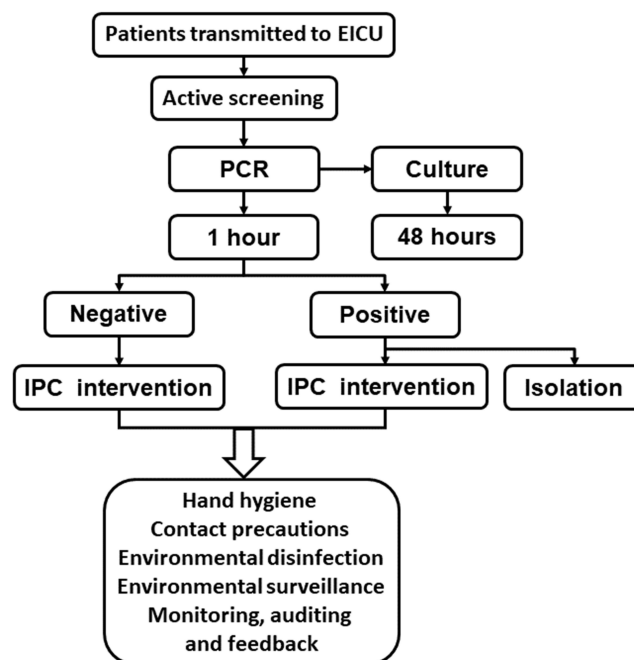 Patients transmitted to EICU
Active screening
PCR
Culture
1 hour
48 hours
Negative
Positive
IPC intervention
IPC intervention
Isolation
Hand hygiene
Contact precautions
Environmental disinfection
Environmental surveillance
Monitoring, auditing
and feedback